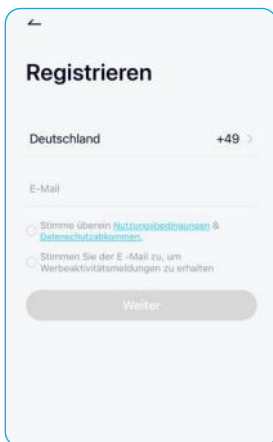 Registrieren
Deutschland +49
E-Mail
Stimme überein Nutzungsbedingungen &
Datenschutzabkommen.
Stimmen Sie der E -Mail zu, um
Werbeaktivitätsmeldungen zu erhalten
Weiter